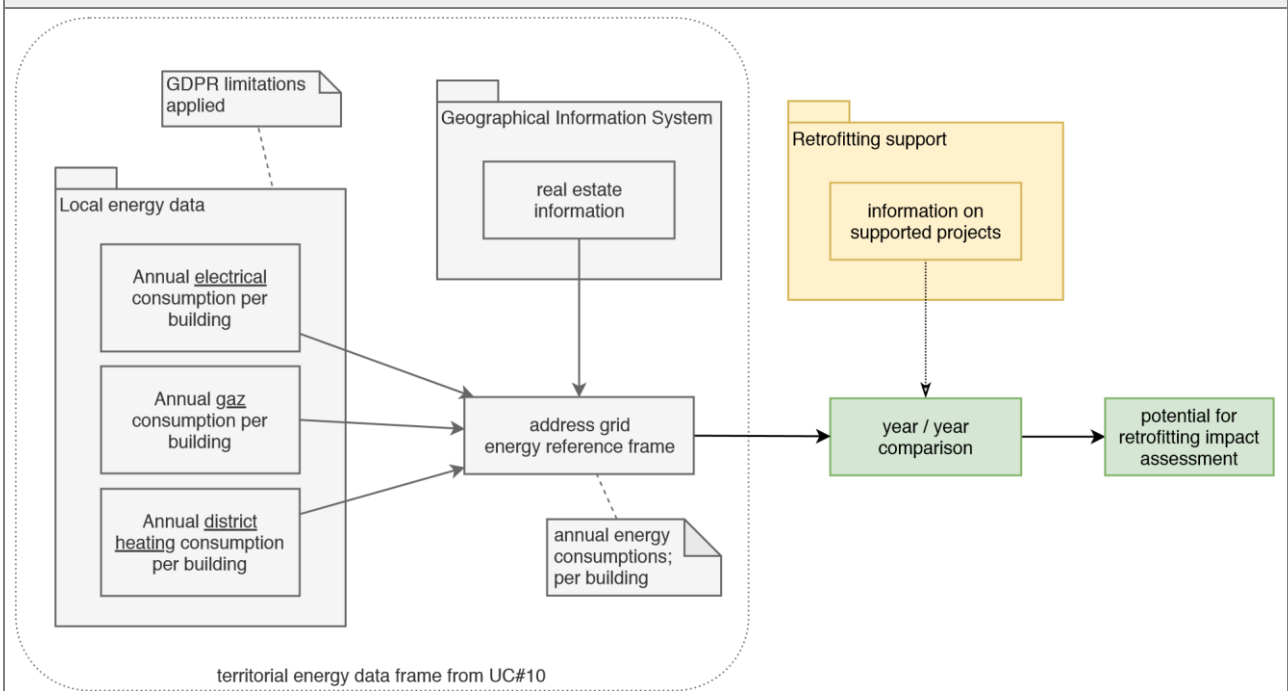 GDPR limitations
applied
Geographical Information System
real estate
information
Retrofitting support
information on
supported projects
Local energy data
Annual electrical
consumption per
building
Annual gaz
consumption per
building
Annual district
heating consumption
per building
address grid
energy reference frame
year / year
comparison
potential for
retrofitting impact
assessment
annual energy
consumptions;
per building
territorial energy data frame from UC#10